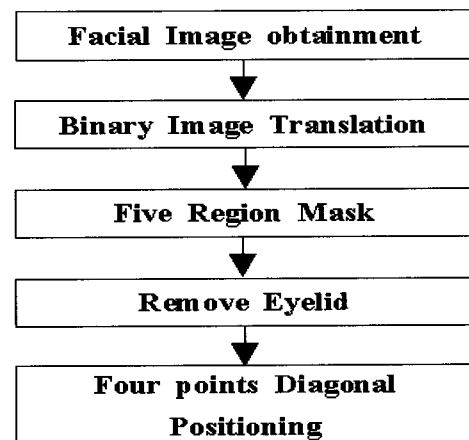 Facial Image obtainment
Binary Image Translation
Five Region Mask
Remove Eyelid
Four points Diagonal
Positioning